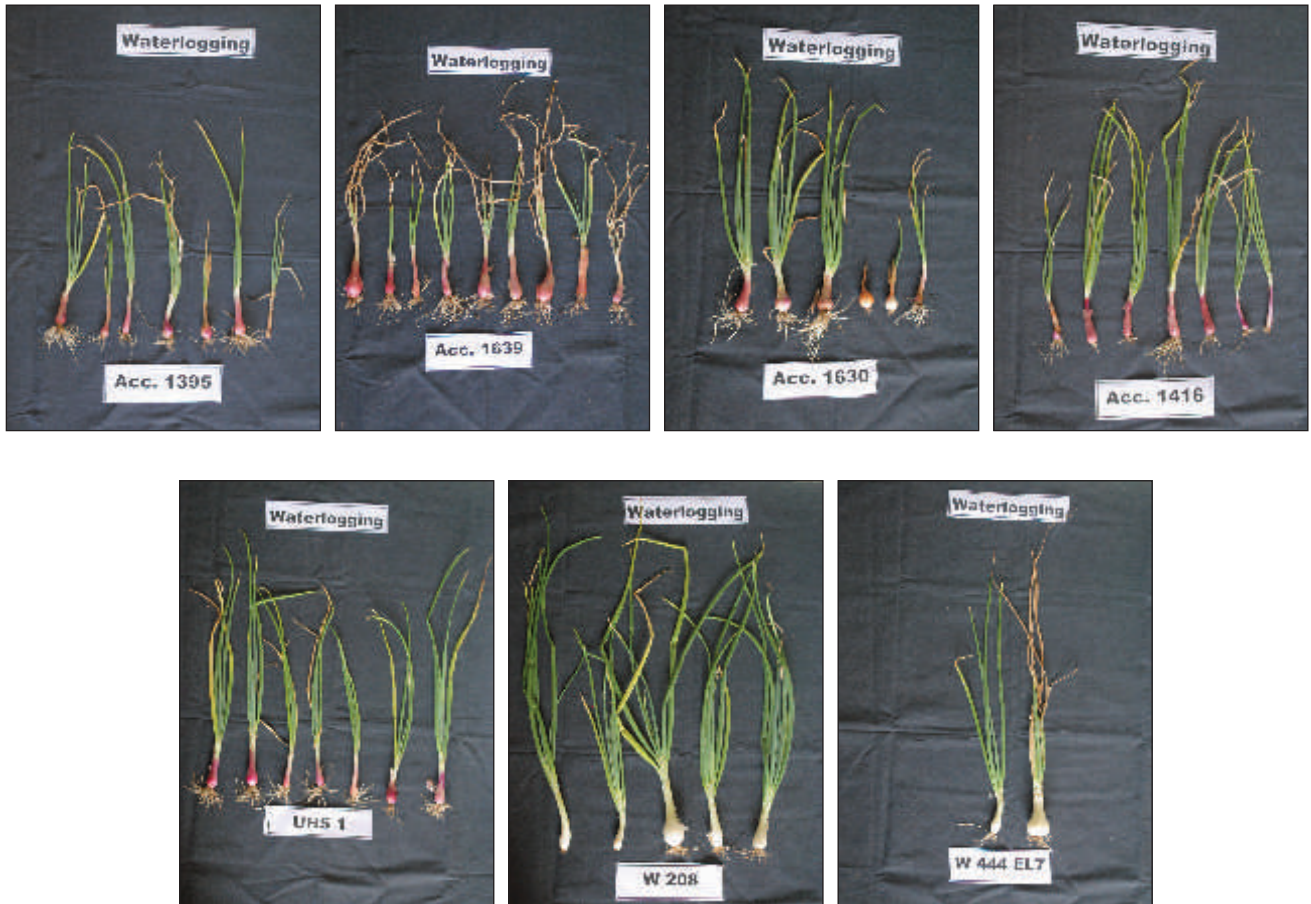 Waterlogging
Acc. 1395
Waterlogging
Acc. 1639
Waterlogging
Acc. 1630
Waterlogging
Acc. 1416
Waterlogging
UHS 1
Waterlogging
W 208
Waterlogging
W 444 EL7